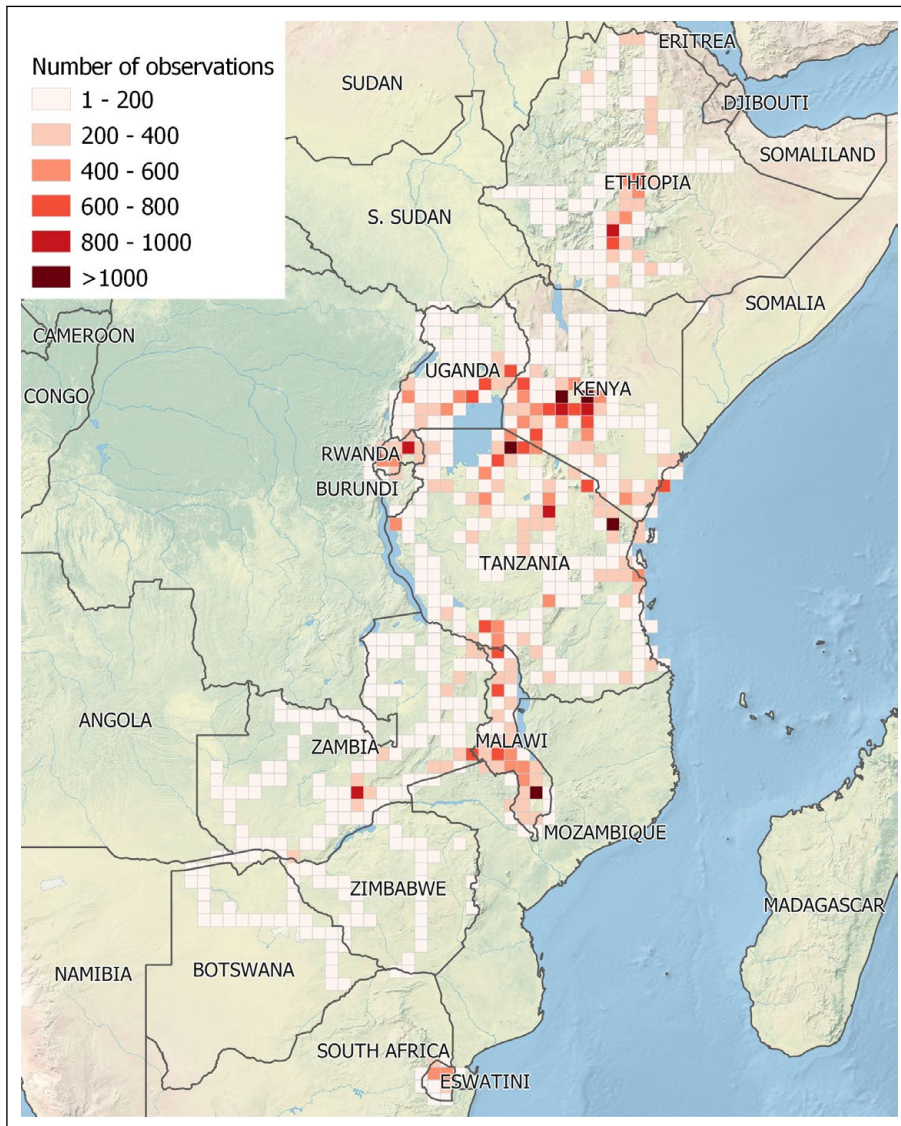 Number of observations
1 - 200
200 - 400
400 - 600
600 - 800
800 - 1000
>1000
ERITREA
SUDAN
DJIBOUTI
SOMALILAND
ETHIOPIA
S. SUDAN
SOMALIA
CAMEROON
UGANDA
CONGO
KENYA
RWANDA
BURUNDI
TANZANIA
ANGOLA
ZAMBIA
MALAWI
MOZAMBIQUE
ZIMBABWE
MADAGASCAR
NAMIBIA
BOTSWANA
SOUTH AFRICA
ESWATINI